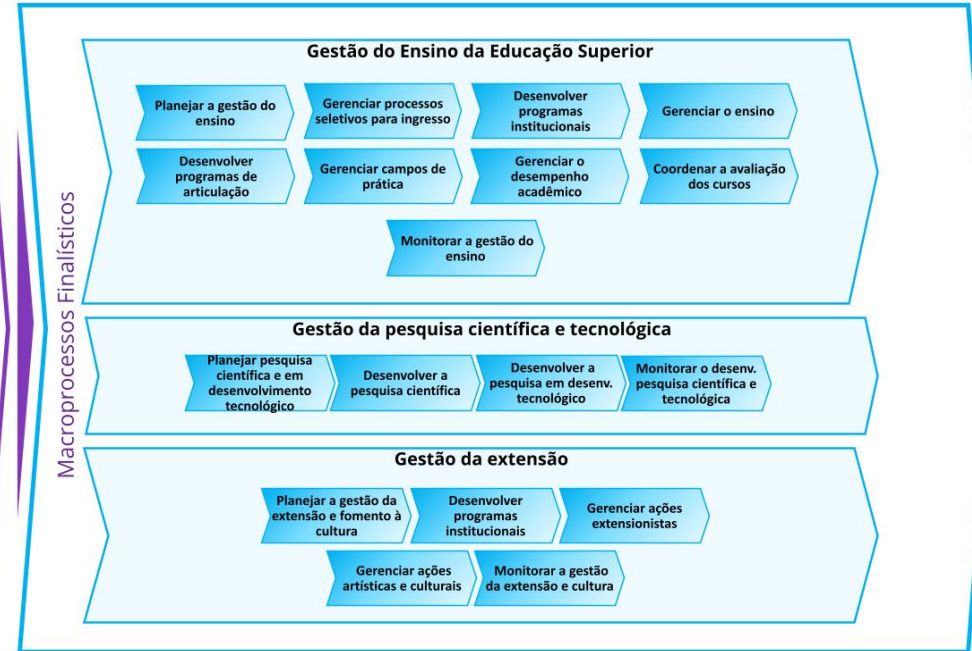 Macroprocessos Finalísticos
Gestão do Ensino da Educação Superior
Planejar a gestão do
ensino
Gerenciar processos
seletivos para ingresso
Desenvolver
programas
institucionais
Gerenciar o ensino
Desenvolver
programas de
articulação
Gerenciar campos de
prática
Gerenciar o
desempenho
acadêmico
Coordenar a avaliação
dos cursos
Monitorar a gestão do
ensino
Gestão da pesquisa científica e tecnológica
Planejar pesquisa
científica e em
desenvolvimento
tecnológico
Desenvolver a
pesquisa científica
Desenvolver a
pesquisa em desenv.
tecnológico
Monitorar o desenv.
pesquisa científica e
tecnológica
Gestão da extensão
Planejar a gestão da
extensão e fomento à
cultura
Desenvolver
programas
institucionais
Gerenciar ações
extensionistas
Gerenciar ações
artísticas e culturais
Monitorar a gestão
da extensão e cultura